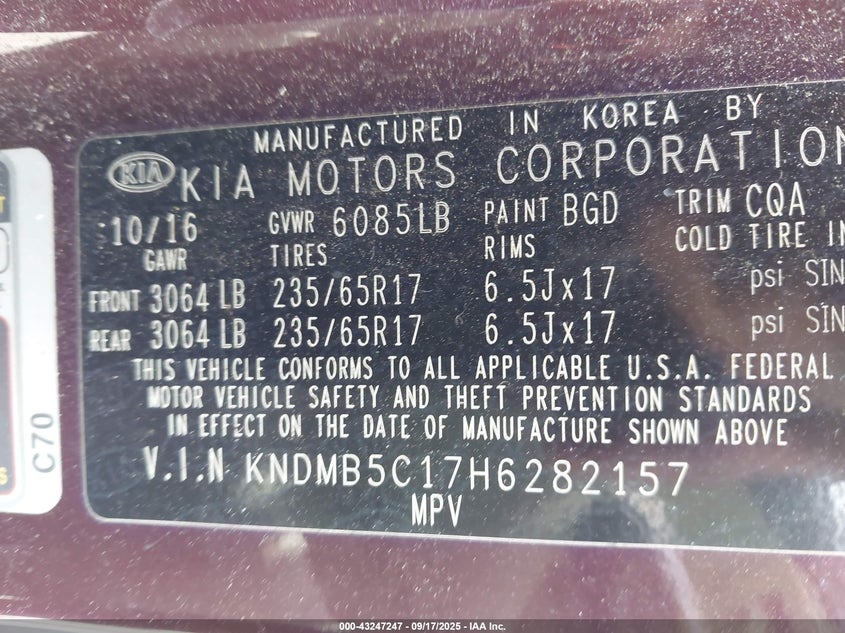 MANUFACTURED IN KOREA BY
KIA KIA MOTORS CORPORATION
10/16 GVWR 6085LB PAINT BGD TRIM CQA
GAWR TIRES RIMS COLD TIRE
FRONT 3064 LB 235/65R17 6.5Jx17 psi
REAR 3064 LB 235/65R17 6.5Jx17 psi
THIS VEHICLE CONFORMS TO ALL APPLICABLE U.S.A. FEDERAL
MOTOR VEHICLE SAFETY AND THEFT PREVENTION STANDARDS
IN EFFECT ON THE DATE OF MANUFACTURE SHOWN ABOVE
V.I.N KNDMB5C17H6282157
MPV
C70
000-43247247 - 09/17/2025 - IAA Inc.